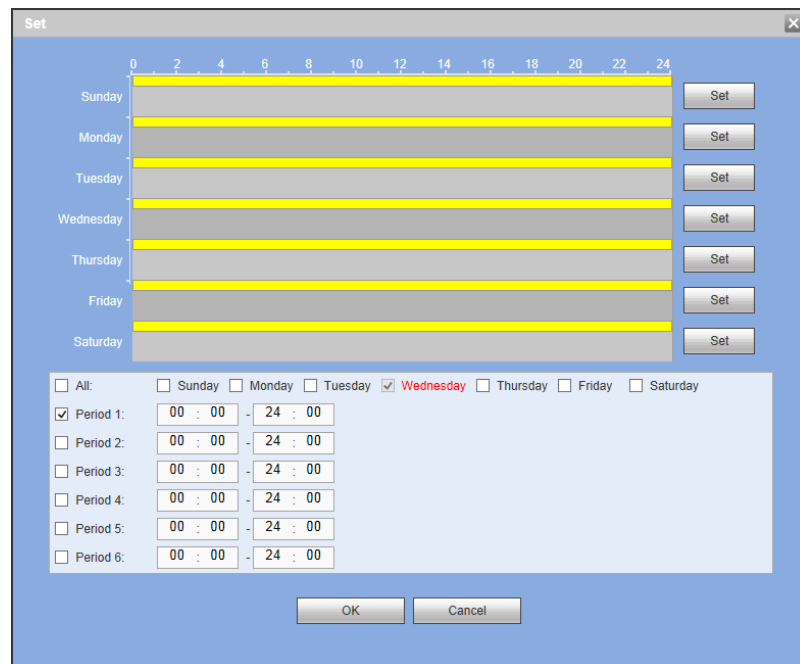 Set
0 2 4 6 8 10 12 14 16 18 20 22 24
Sunday Set
Monday Set
Tuesday Set
Wednesday Set
Thursday Set
Friday Set
Saturday Set
All: Sunday Monday Tuesday Wednesday Thursday Friday Saturday
Period 1: 00 : 00 - 24 : 00
Period 2: 00 : 00 - 24 : 00
Period 3: 00 : 00 - 24 : 00
Period 4: 00 : 00 - 24 : 00
Period 5: 00 : 00 - 24 : 00
Period 6: 00 : 00 - 24 : 00
OK Cancel